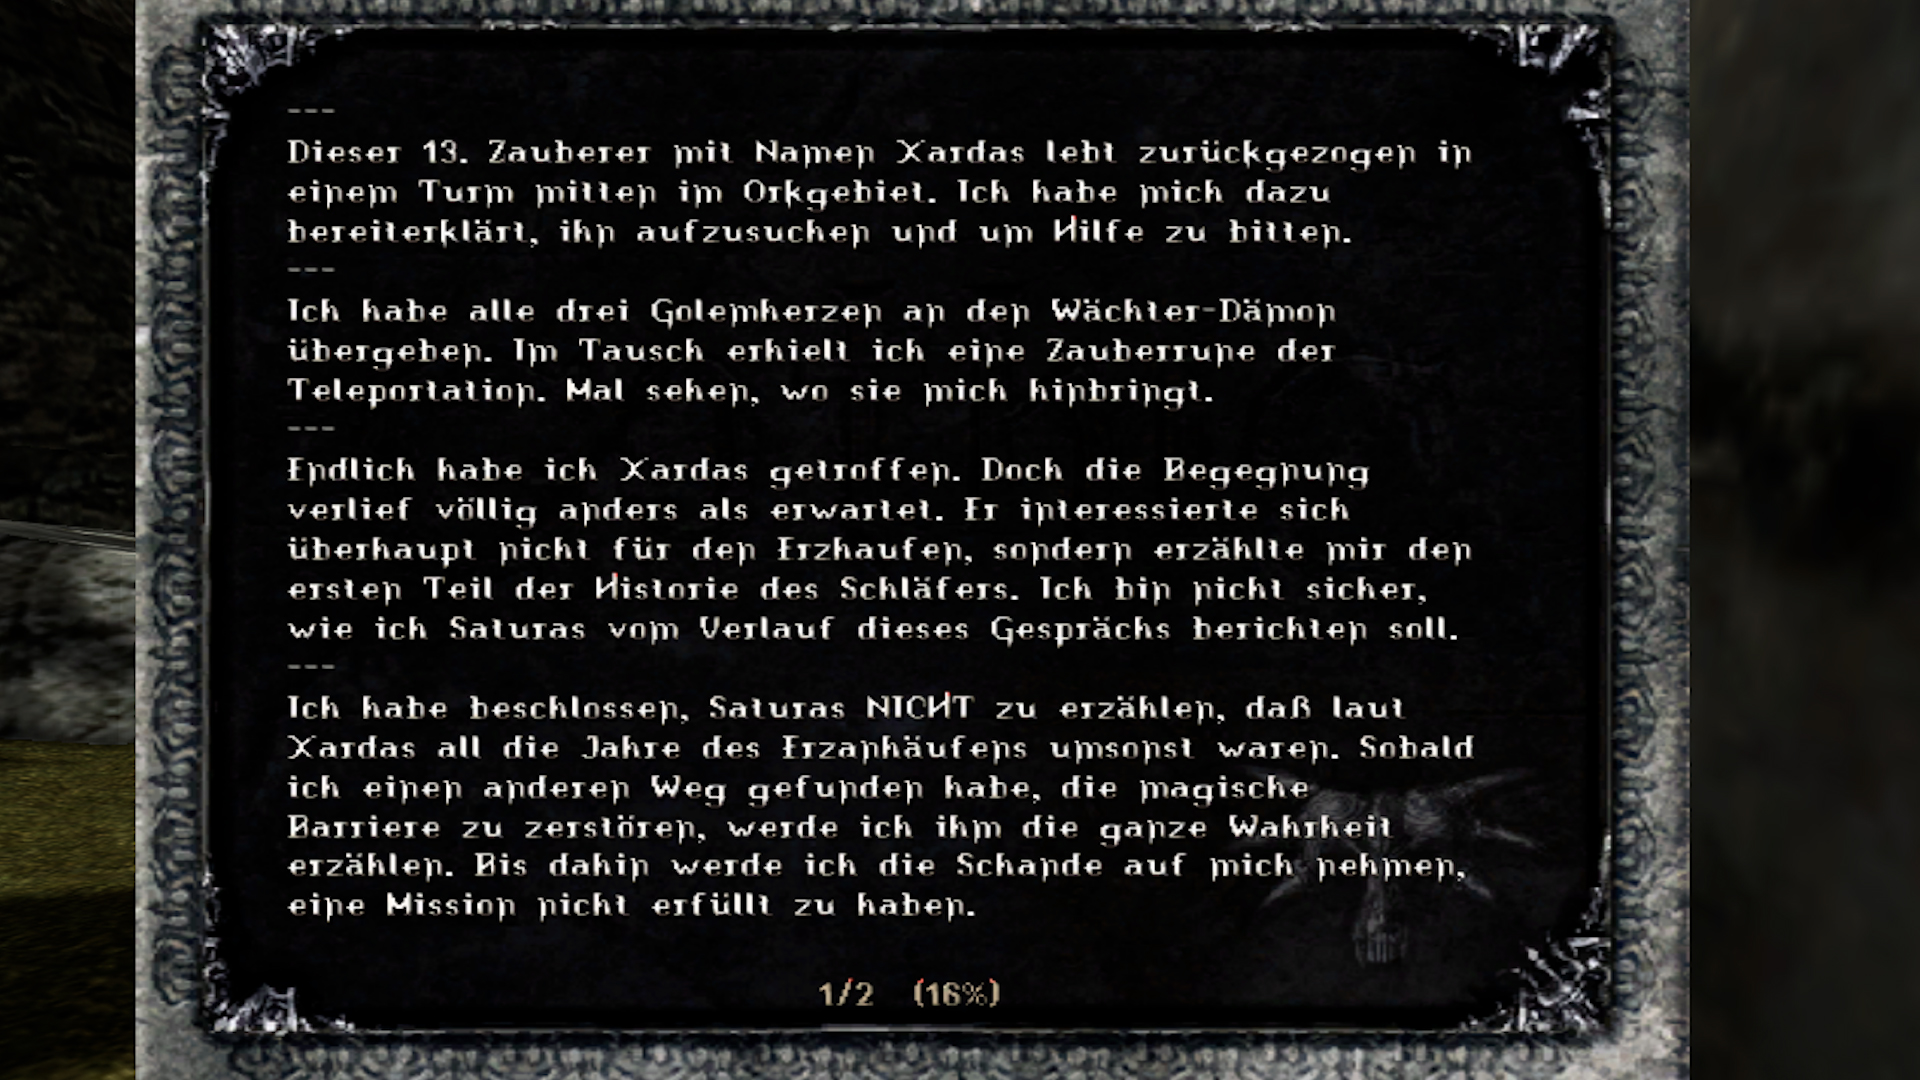 ---
Dieser 13. Zauberer mit Namen Xardas lebt zurückgezogen in
einem Turm mitten im Orkgebiet. Ich habe mich dazu
bereiterklärt, ihn aufzusuchen und um Hilfe zu bitten.
---
Ich habe alle drei Golemherzen an den Wächter-Dämon
übergeben. Im Tausch erhielt ich eine Zauberrune der
Teleportation. Mal sehen, wo sie mich hinbringt.
---
Endlich habe ich Xardas getroffen. Doch die Begegnung
verlief völlig anders als erwartet. Er interessierte sich
überhaupt nicht für den Erzhaufen, sondern erzählte mir den
ersten Teil der Historie des Schläfers. Ich bin nicht sicher,
wie ich Saturas vom Verlauf dieses Gesprächs berichten soll.
---
Ich habe beschlossen, Saturas NICHT zu erzählen, daß laut
Xardas all die Jahre des Erzanhäufens umsonst waren. Sobald
ich einen anderen Weg gefunden habe, die magische
Barriere zu zerstören, werde ich ihm die ganze Wahrheit
erzählen. Bis dahin werde ich die Schande auf mich nehmen,
eine Mission nicht erfüllt zu haben.
1/2 (16%)